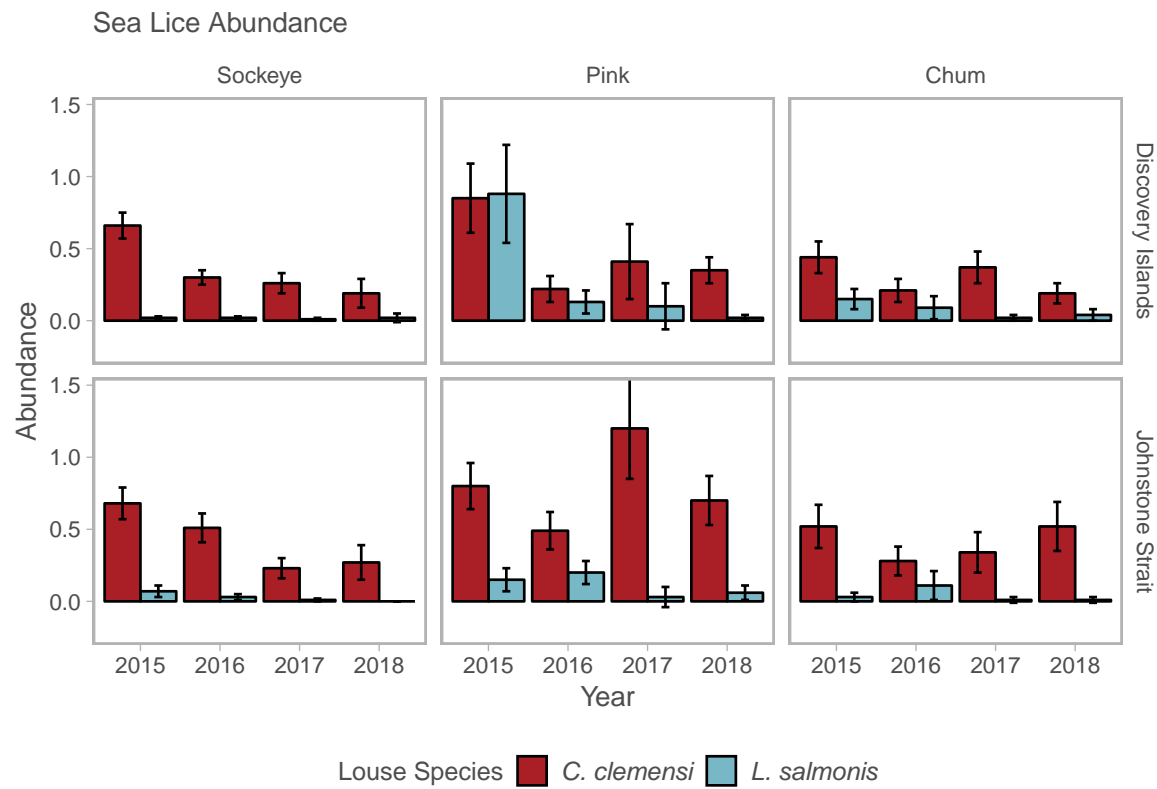 Sea Lice Abundance
Sockeye Pink Chum
1.5
1.0
0.5
0.0
Discovery Islands
1.5
1.0
0.5
0.0
Johnstone Strait
Abundance
2015 2016 2017 2018 2015 2016 2017 2018 2015 2016 2017 2018
Year
Louse Species C. clemensi L. salmonis